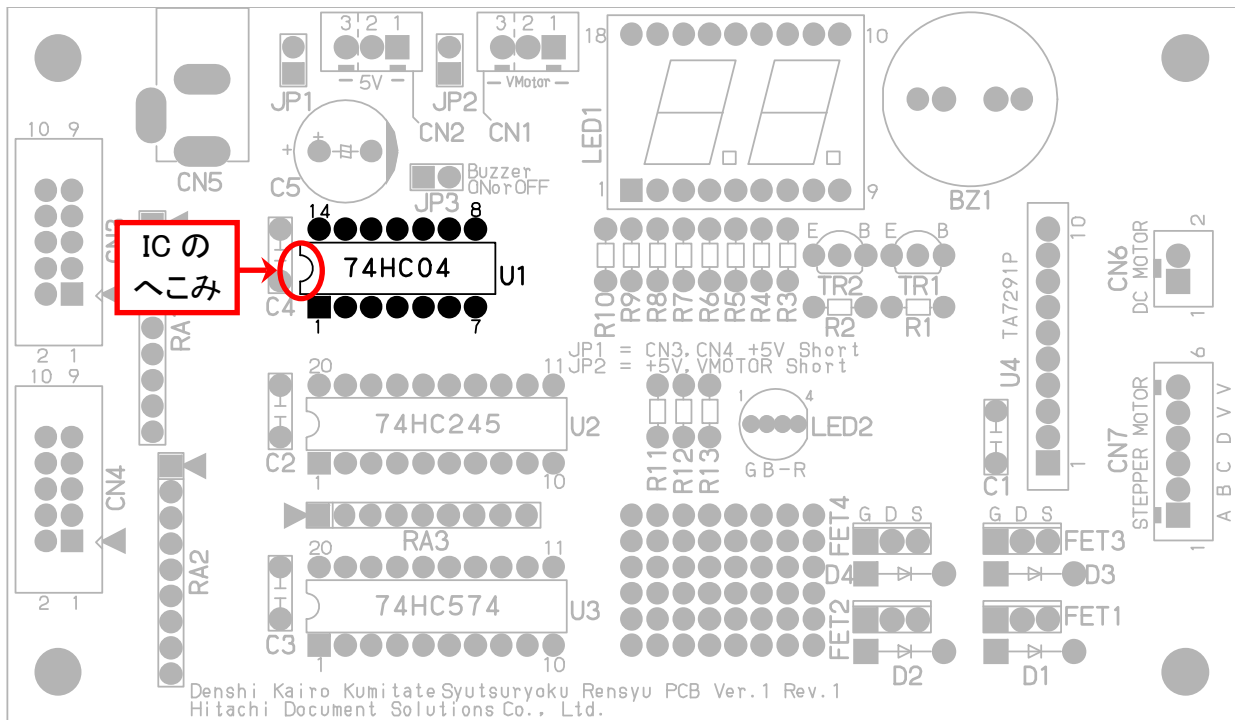 3 2 1
5V
JP1
3 2 1
VMotor
JP2
CN2
CN1
18
10
LED1
1
9
BZ1
10 9
CN5
C5
+
+
Buzzer
ONorOFF
JP3
CN3
2 1
IC の
へこみ
RA
14
8
74HC04
U1
1
7
C4
R10
R9
R8
R7
R6
R5
R4
R3
E B
TR2
R2
E B
TR1
R1
10
TA7291P
U4
1
2
CN6
DC MOTOR
1
JP1 = CN3,CN4 +5V Short
JP2 = +5V,VMOTOR Short
10 9
CN4
2 1
20
11
74HC245
U2
C2
1
10
R11
R12
R13
1
4
LED2
G B-R
C1
6
CN7
STEPPER MOTOR
A B C D V V
1
RA2
RA3
20
11
74HC574
U3
C3
1
10
G D S
FET4
D4
G D S
FET3
D3
FET2
D2
FET1
D1
Denshi Kairo Kumitate Syutsuryoku Rensyu PCB Ver.1 Rev.1
Hitachi Document Solutions Co., Ltd.